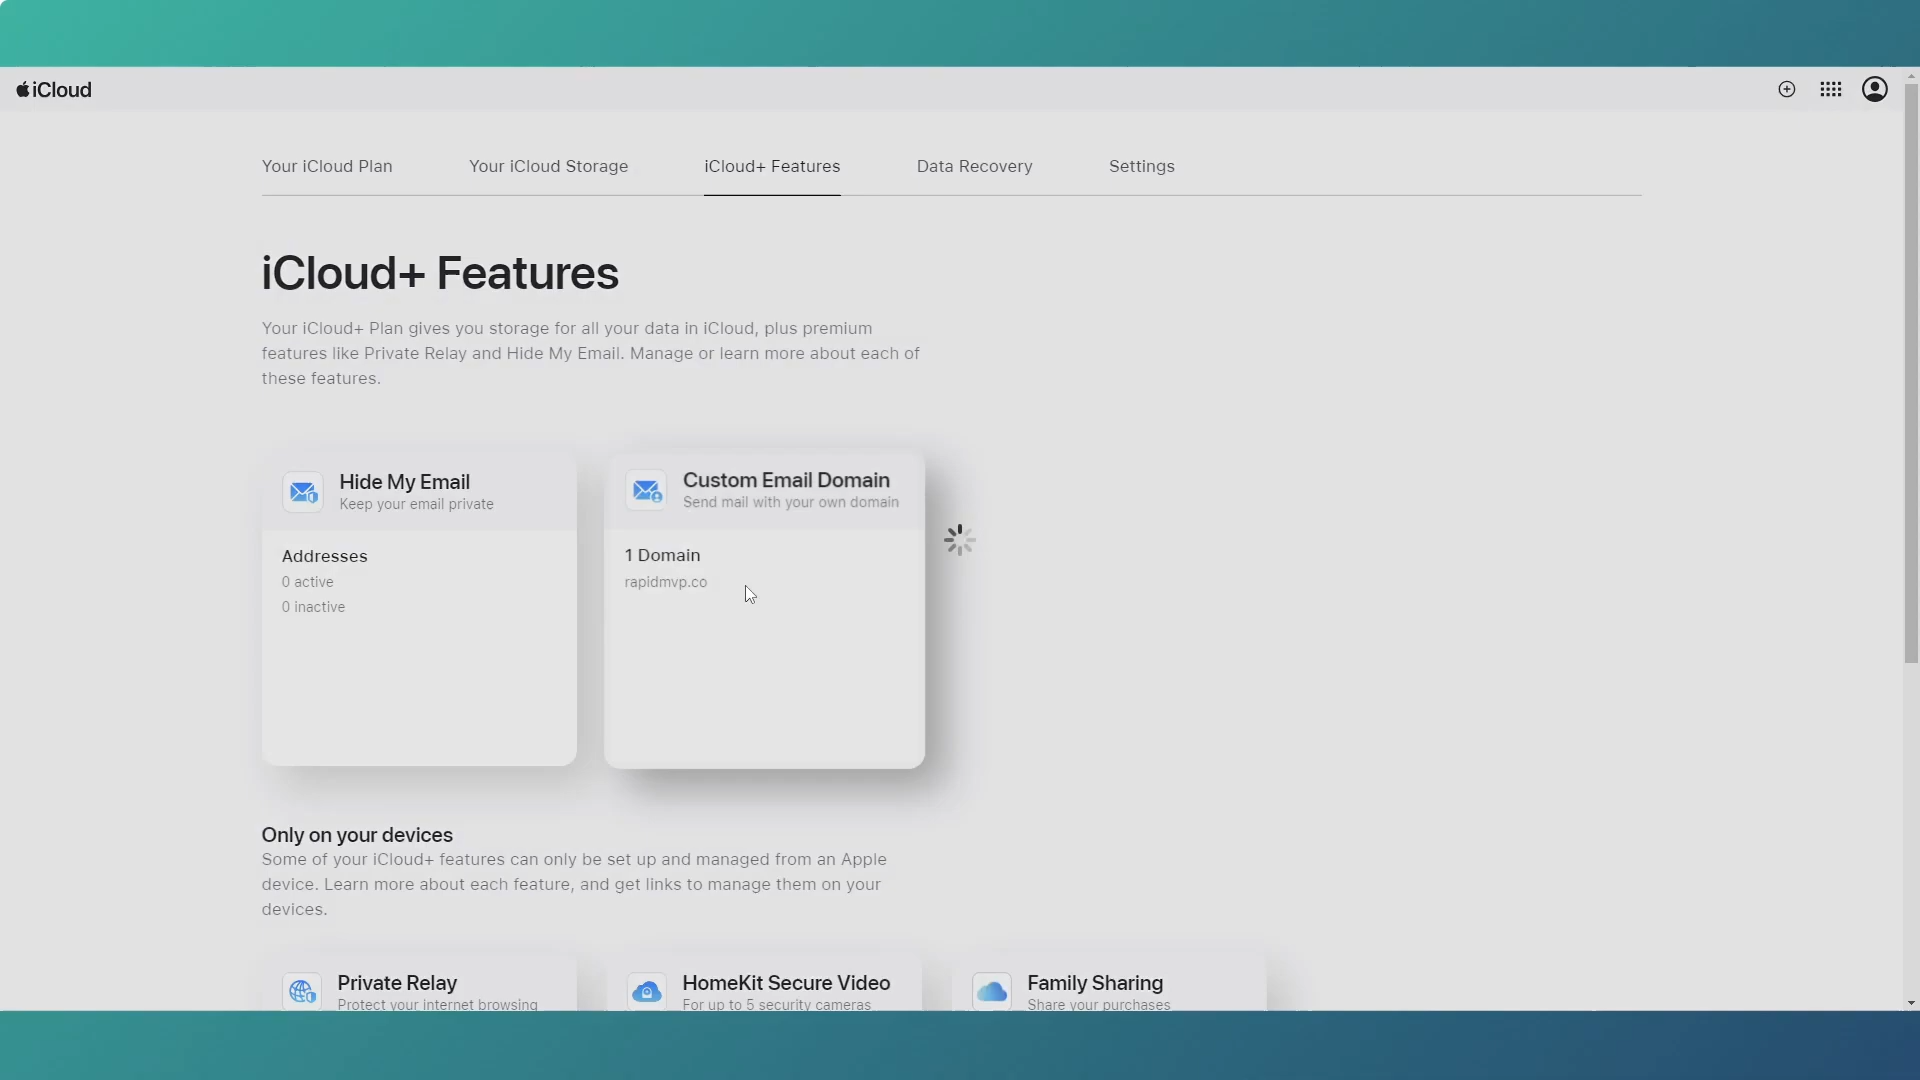 iCloud
Your iCloud Plan
Your iCloud Storage
iCloud+ Features
Data Recovery
Settings
iCloud+ Features
Your iCloud+ Plan gives you storage for all your data in iCloud, plus premium
features like Private Relay and Hide My Email. Manage or learn more about each of
these features.
Hide My Email
Keep your email private
Addresses
0 active
0 inactive
Custom Email Domain
Send mail with your own domain
1 Domain
rapidmvp.co
Only on your devices
Some of your iCloud+ features can only be set up and managed from an Apple
device. Learn more about each feature, and get links to manage them on your
devices.
Private Relay
Protect your internet browsing
HomeKit Secure Video
For up to 5 security cameras
Family Sharing
Share your purchases